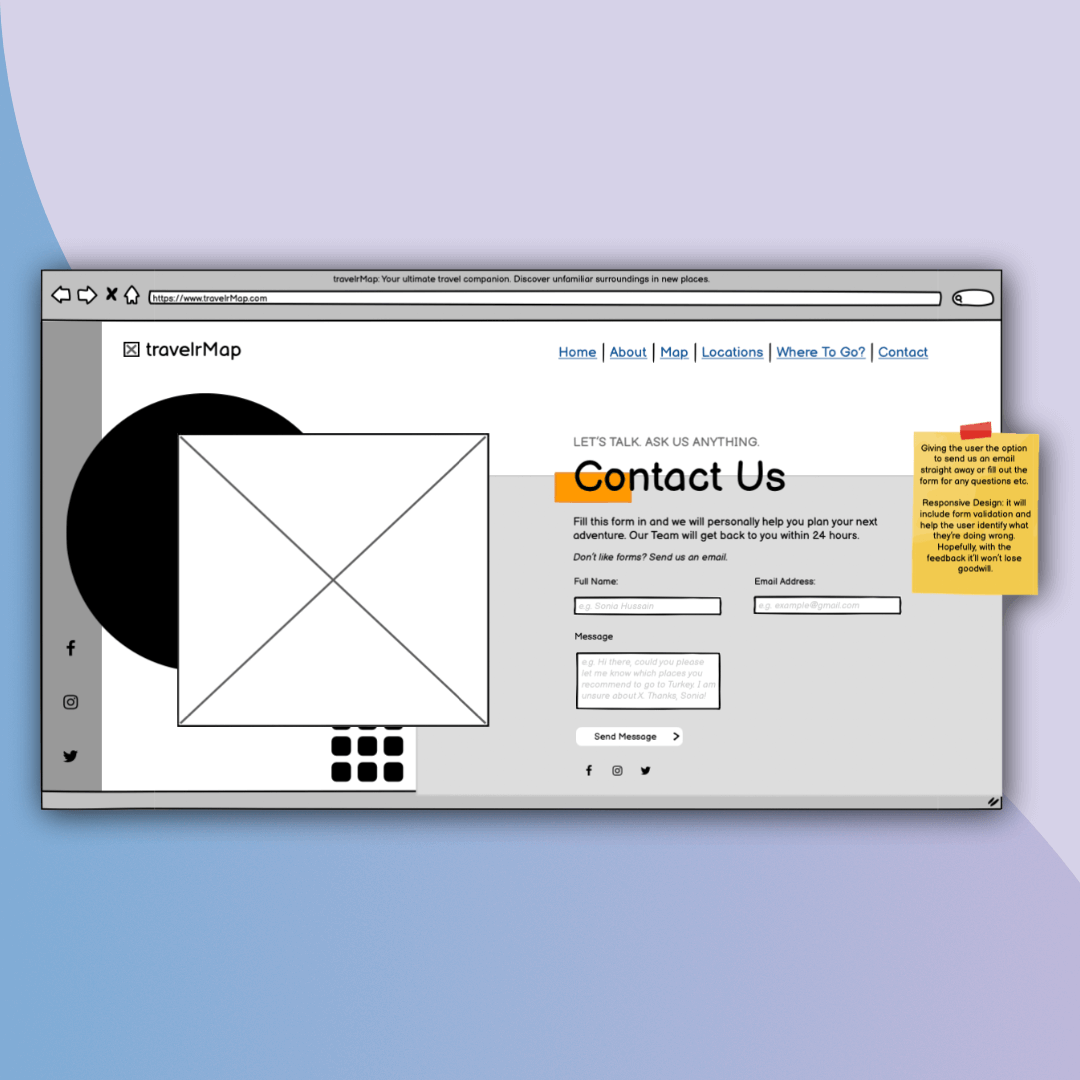 travelrMap: Your ultimate travel companion. Discover unfamiliar surroundings in new places.
https://www.travelrMap.com
travelrMap
Home | About | Map | Locations | Where To Go? | Contact
LET'S TALK. ASK US ANYTHING.
Contact Us
Fill this form in and we will personally help you plan your next
adventure. Our Team will get back to you within 24 hours.
Don't like forms? Send us an email.
Full Name:
Email Address:
e.g. Sonia Hussain
e.g. example@gmail.com
Message
e.g. Hi there, could you please
let me know which places you
recommend to go to Turkey. I am
unsure about X. Thanks, Sonia!
Send Message
Giving the user the option
to send us an email
straight away or fill out the
form for any questions etc.
Responsive Design: it will
include form validation and
help the user identify what
they're doing wrong.
Hopefully, with the
feedback it'll won't lose
goodwill.